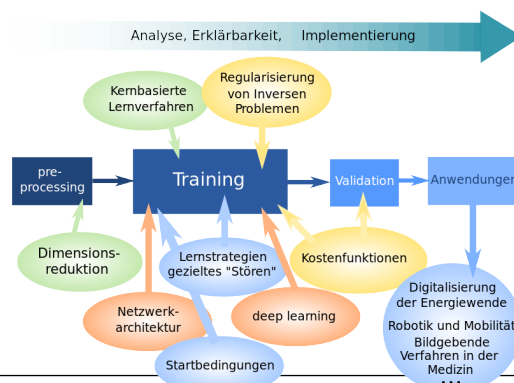 Analyse, Erklärbarkeit, Implementierung
Kernbasierte
Lernverfahren
Regularisierung
von Inversen
Problemen
pre-
processing
Training
Validation
Anwendungen
Dimensions-
reduktion
Lernstrategien
gezieltes "Stören"
Kostenfunktionen
Netzwerk-
architektur
deep learning
Startbedingungen
Digitalisierung
der Energiewende
Robotik und Mobilität
Bildgebende
Verfahren in der
Medizin
...